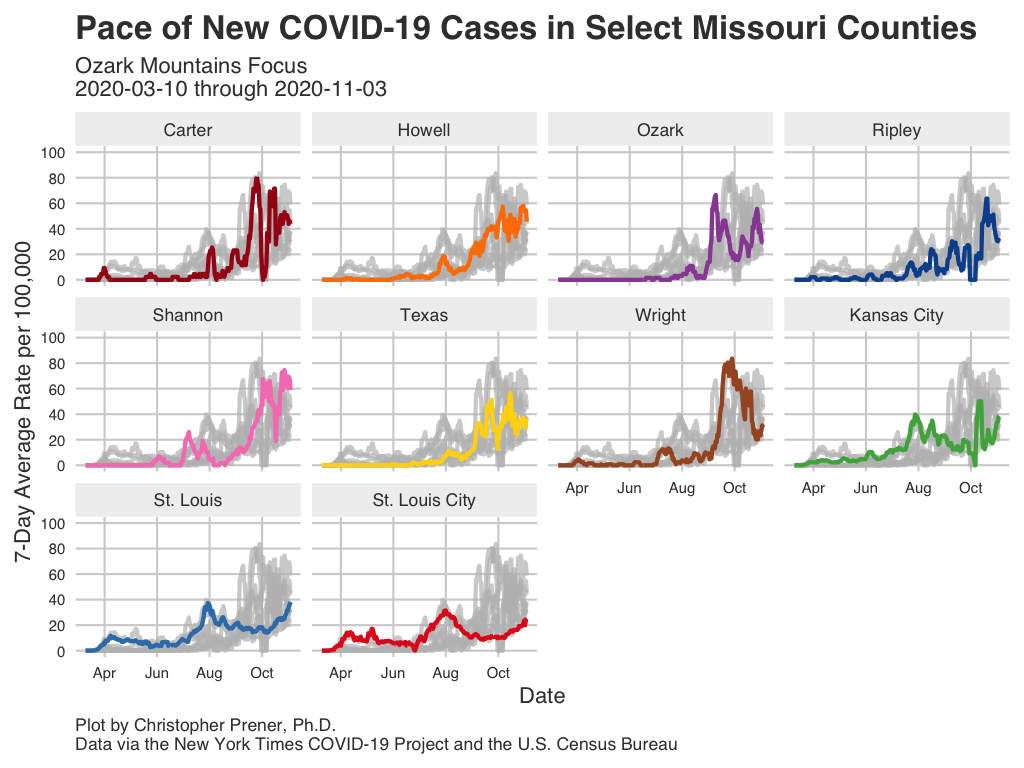 Pace of New COVID-19 Cases in Select Missouri Counties
Ozark Mountains Focus
2020-03-10 through 2020-11-03
Carter
Howell
Ozark
Ripley
100
80
60
40
20
0
Shannon
Texas
Wright
Kansas City
100
80
60
40
20
0
Apr
Jun
Aug
Oct
Apr
Jun
Aug
Oct
St. Louis
St. Louis City
100
80
60
40
20
0
Apr
Jun
Aug
Oct
Apr
Jun
Aug
Oct
7-Day Average Rate per 100,000
Date
Plot by Christopher Prener, Ph.D.
Data via the New York Times COVID-19 Project and the U.S. Census Bureau